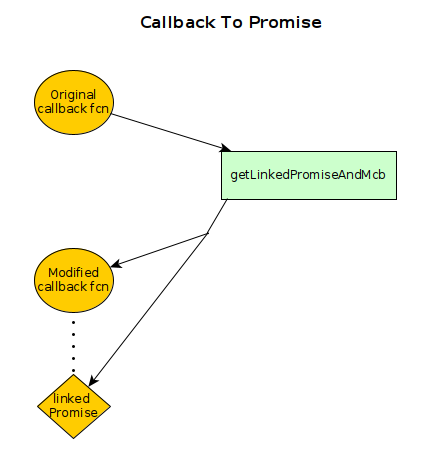 Callback To Promise
Original
callback fcn
getLinkedPromiseAndMcb
Modified
callback fcn
linked
Promise